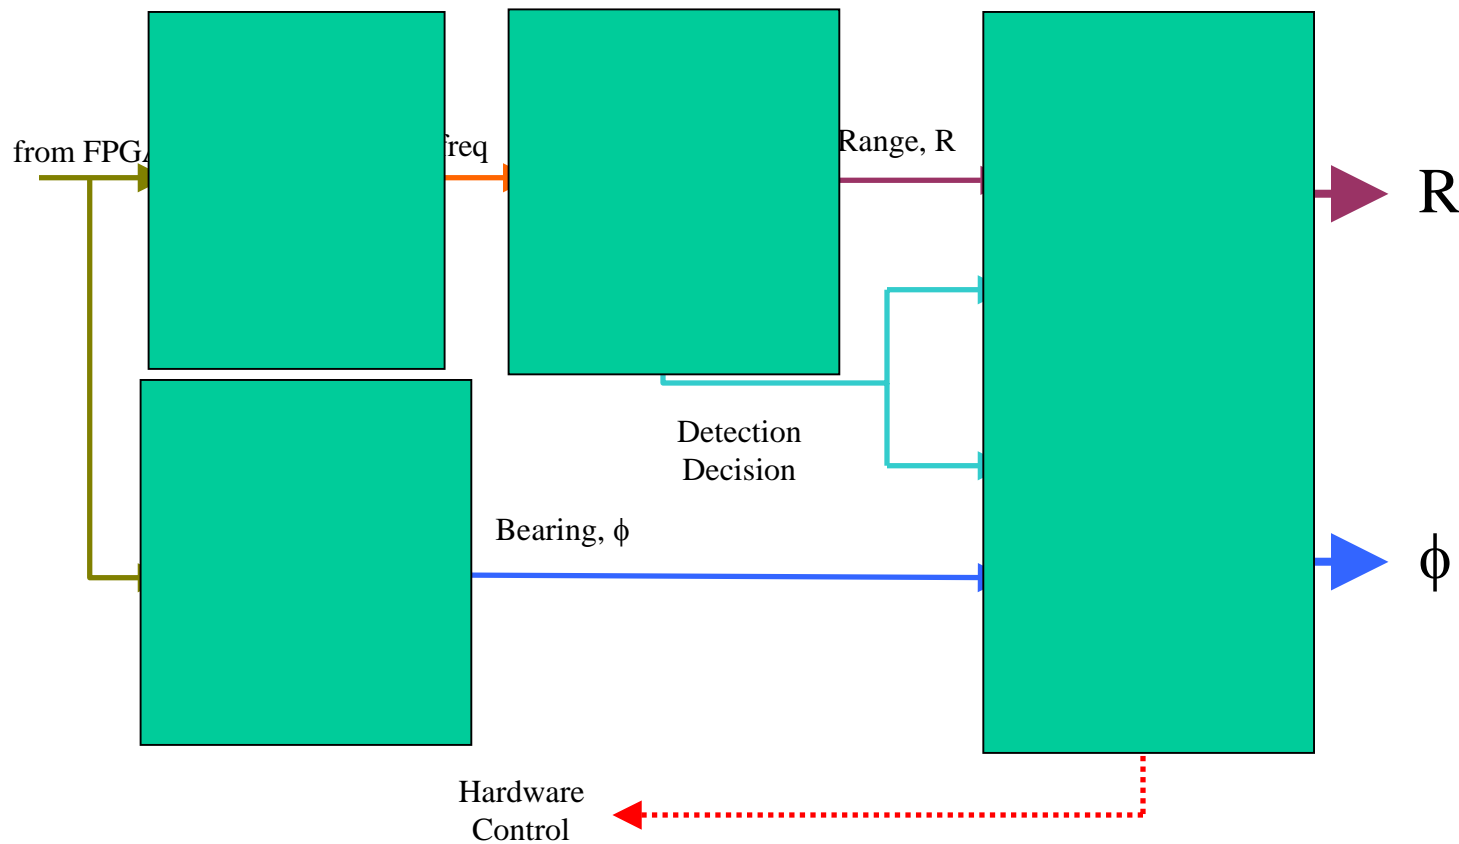 from FPGA
freq
Range, R
R
Detection
Decision
Bearing, ϕ
ϕ
Hardware
Control